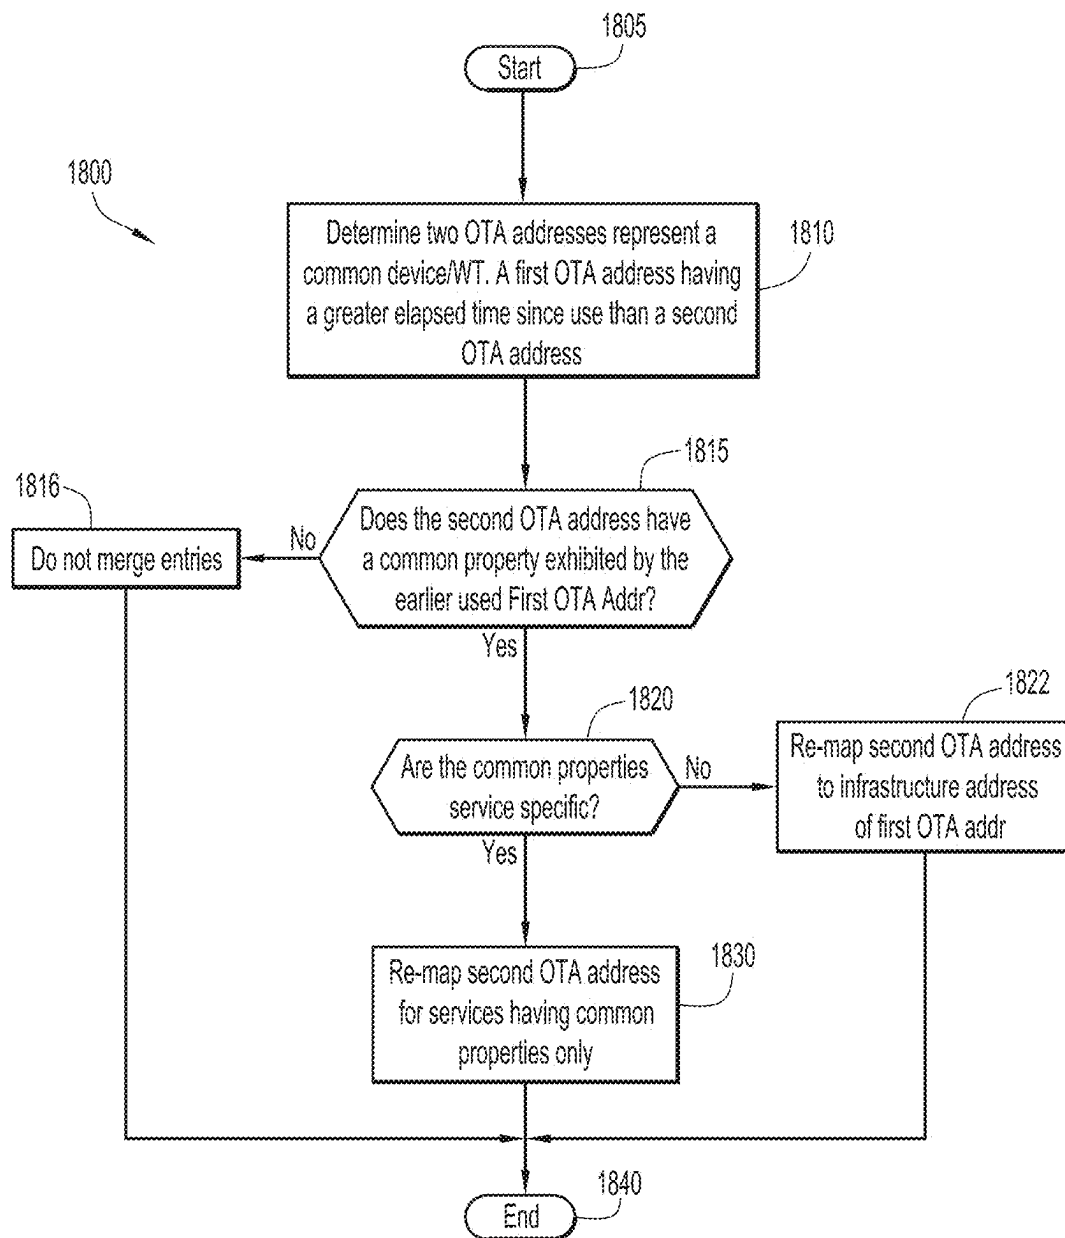 1805
Start
1800
Determine two OTA addresses represent a
common device/WT. A first OTA address having
a greater elapsed time since use than a second
OTA address
1810
1815
1816
Does the second OTA address have
a common property exhibited by the
earlier used First OTA Addr?
No
Do not merge entries
Yes
1820
1822
Are the common properties
service specific?
No
Re-map second OTA address
to infrastructure address
of first OTA addr
Yes
1830
Re-map second OTA address
for services having common
properties only
1840
End